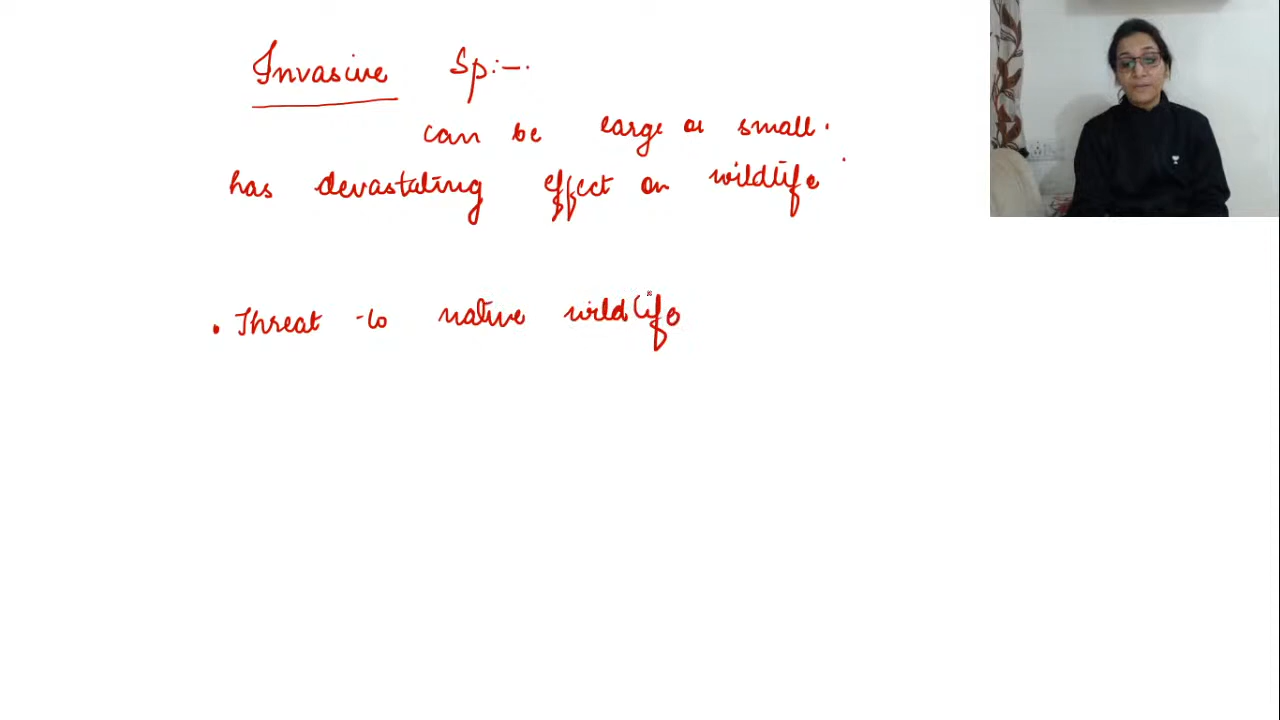 Invasive Sp:-.
can be large or small.
has devastating effect on wildlife
. Threat to native wildlife